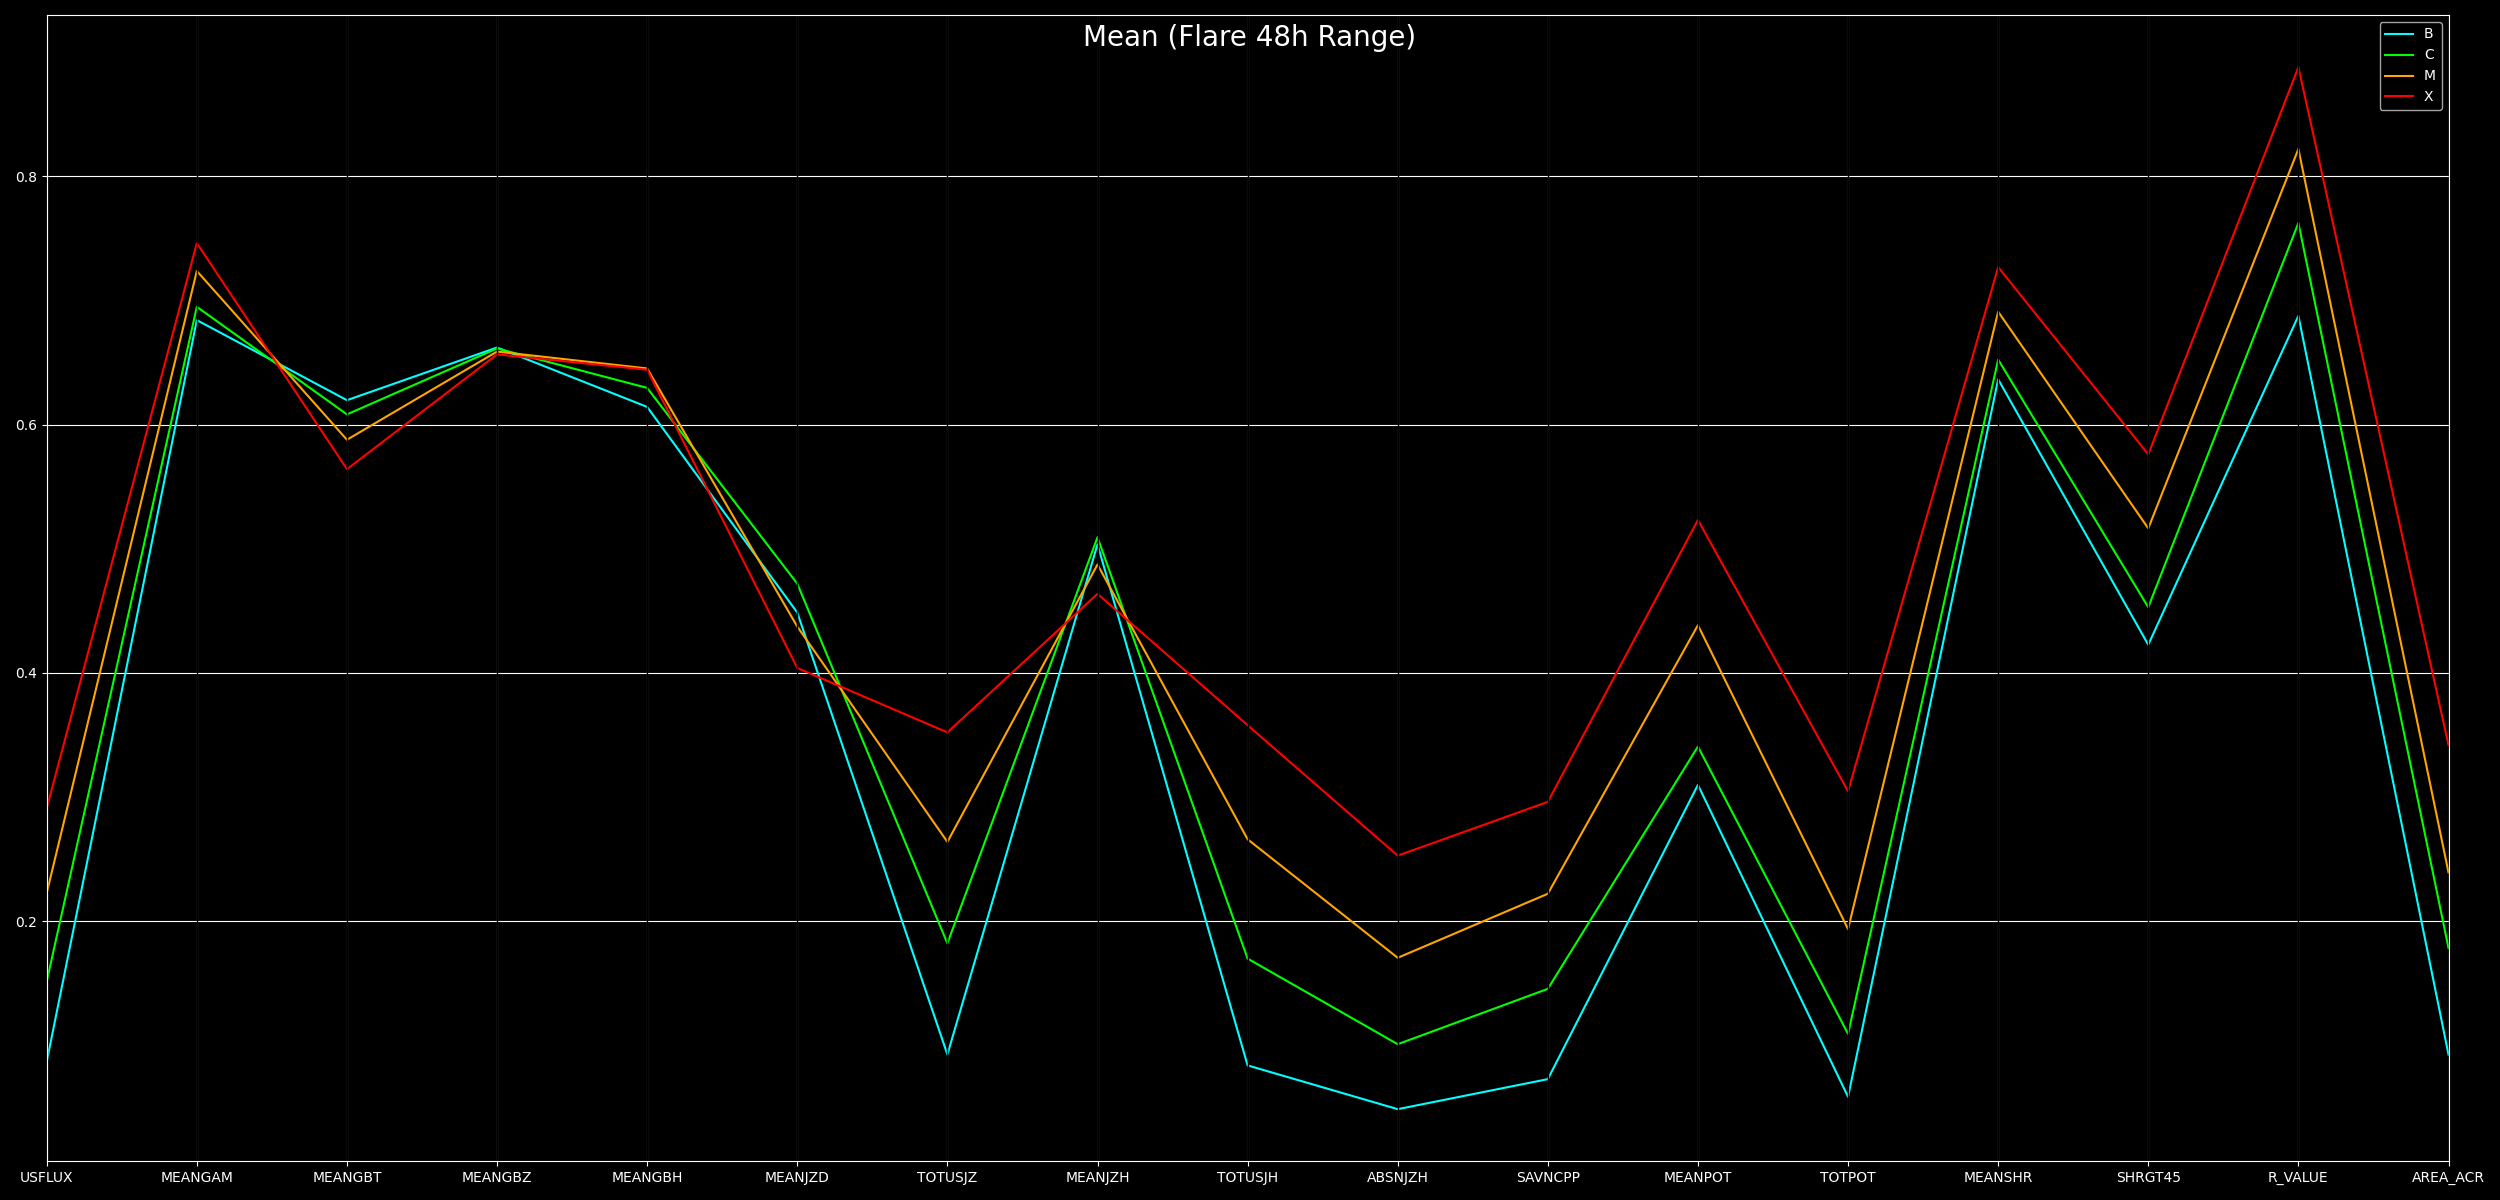 Mean (Flare 48h Range)
B
C
M
X
0.8
0.6
0.4
0.2
USFLUX MEANGAM MEANGBT MEANGBZ MEANGBH MEANJZD TOTUSJZ MEANJZH TOTUSJH ABSNJZH SAVNCPP MEANPOT TOTPOT MEANSHR SHRGT45 R_VALUE AREA_ACR